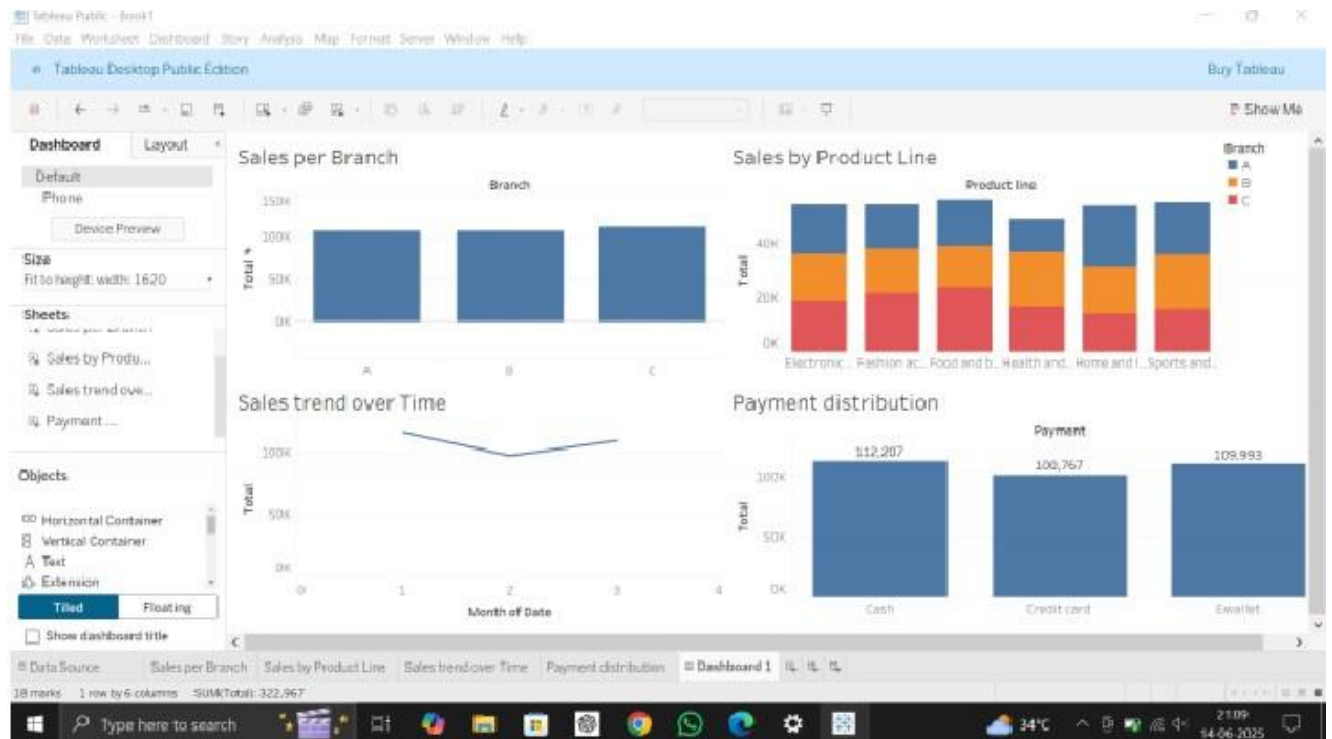 Tableau Public - Book1
File Data Worksheet Dashboard Story Analysis Map Format Server Window Help
Tableau Desktop Public Edition
Buy Tableau
Show Me
Dashboard Layout
Default
Phone
Device Preview
Size
Fit to height: width: 1620
Sheets
Sales per Branch
Sales by Produ...
Sales trend ove...
Payment ...
Objects
Horizontal Container
Vertical Container
Text
Extension
Tiled Floating
Show dashboard title
Sales per Branch
Branch
150K
100K
50K
0K
Total
A B C
Sales by Product Line
Product line
40K
20K
0K
Total
Electronic... Fashion ac... Food and b... Health and... Home and l... Sports and...
Branch
A
B
C
Sales trend over Time
100K
50K
0K
Total
0 1 2 3 4
Month of Date
Payment distribution
Payment
112,207 100,767 109,993
100K
50K
0K
Total
Cash Credit card Ewallet
Data Source Sales per Branch Sales by Product Line Sales trend over Time Payment distribution Dashboard 1
18 marks 1 row by 6 columns SUM(Total): 322,967
Type here to search
34°C
21:09
14-06-2025